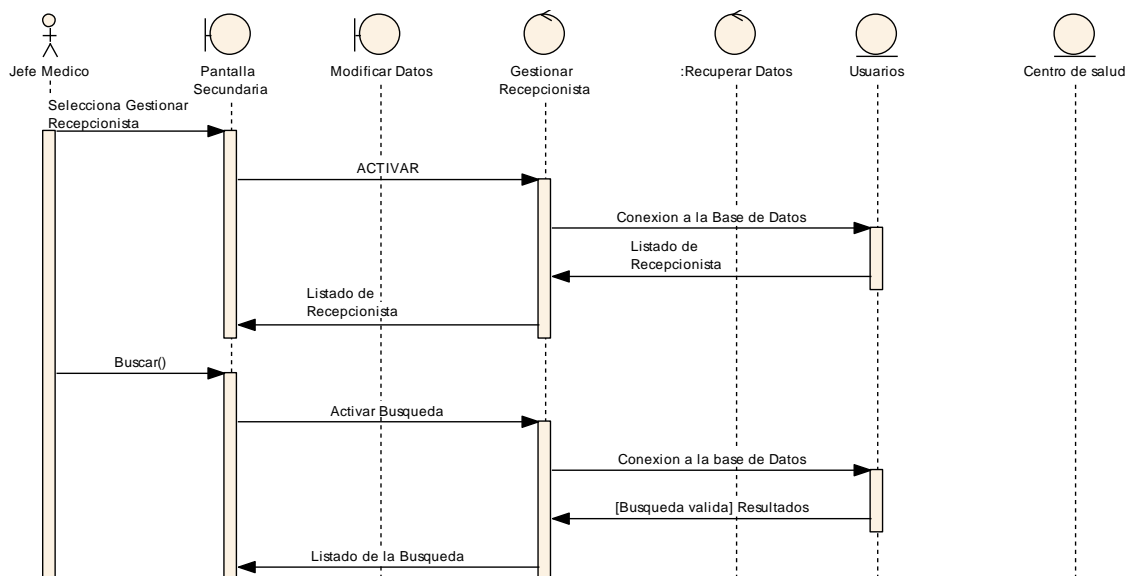 Jefe Medico
Pantalla
Secundaria
Modificar Datos
Gestionar
Recepcionista
:Recuperar Datos
Usuarios
Centro de salud
Selecciona Gestionar
Recepcionista
ACTIVAR
Conexion a la Base de Datos
Listado de
Recepcionista
Listado de
Recepcionista
Buscar()
Activar Busqueda
Conexion a la base de Datos
[Busqueda valida] Resultados
Listado de la Busqueda